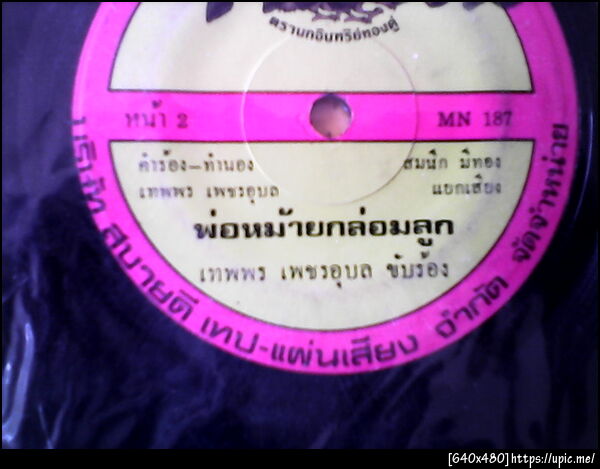 ตรานกอินทรีย์ทองคู่
หน้า 2 MN 187
คำร้อง-ทำนอง สมนึก มีทอง
เทพพร เพชรอุบล แยกเสียง
พ่อหม้ายกล่อมลูก
เทพพร เพชรอุบล ขับร้อง
บริษัท สบายดี เทป-แผ่นเสียง จำกัด จัดจำหน่าย
[640x480]https://upic.me/